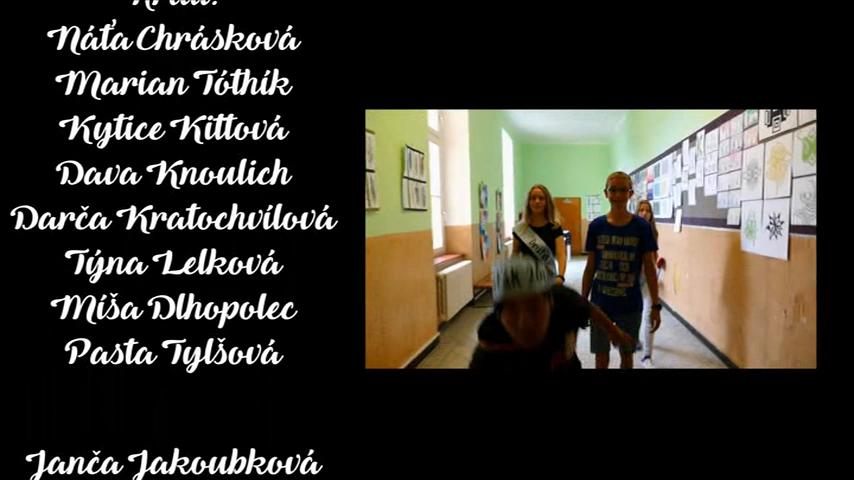 Náťa Chrásková
Marian Tóthík
Kytice Kittová
Dava Knoulich
Darča Kratochvílová
Týna Lelková
Míša Dlhopolec
Pasta Tylšová
Janča Jakoubková